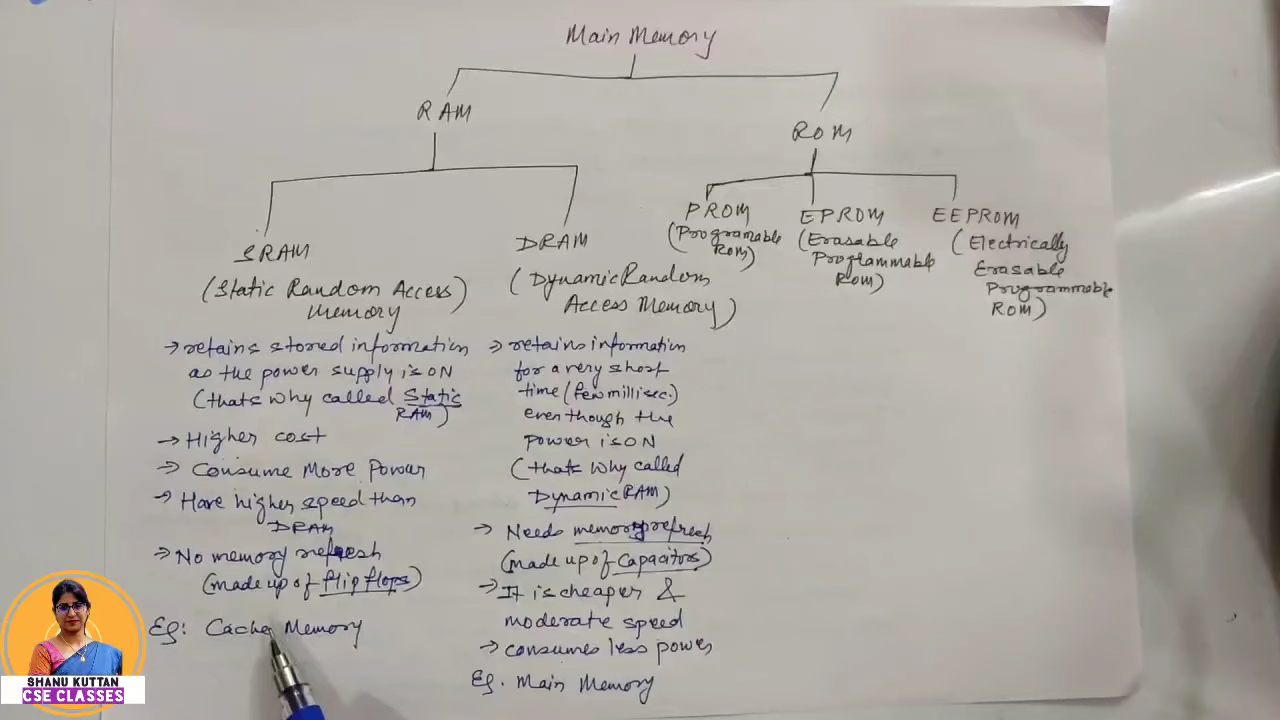 Main Memory
RAM
ROM
SRAM
(Static Random Access)
Memory
→ retains stored information
as the power supply is ON
(thats why called Static
RAM)
→ Higher cost
→ Consume More Power
→ Have higher speed than
DRAM
→ No memory refresh
(made up of flip flops)
Eg: Cache Memory
DRAM
(Dynamic Random
Access Memory)
→ retains information
for a very short
time (few millisec.)
even though the
power is ON
(thats why called
Dynamic RAM)
→ Needs memory refresh
(made up of Capacitors)
→ It is cheaper &
moderate speed
→ consumes less power
Eg. Main Memory
PROM
(Programable
ROM)
EPROM
(Erasable
Programmable
ROM)
EEPROM
(Electrically
Erasable
Programmable
ROM)
SHANU KUTTAN
CSE CLASSES